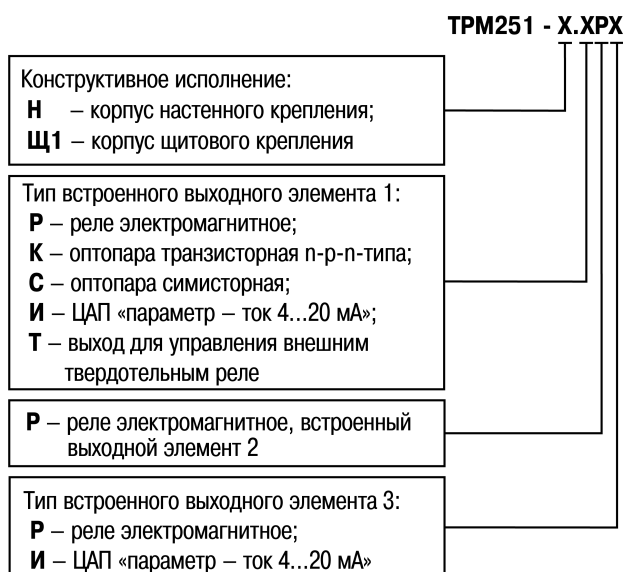 ТРМ251 - Х.ХРХ
Конструктивное исполнение:
Н – корпус настенного крепления;
Щ1 – корпус щитового крепления
Тип встроенного выходного элемента 1:
Р – реле электромагнитное;
К – оптопара транзисторная n-p-n-типа;
С – оптопара симисторная;
И – ЦАП «параметр – ток 4...20 мА»;
Т – выход для управления внешним
твердотельным реле
Р – реле электромагнитное, встроенный
выходной элемент 2
Тип встроенного выходного элемента 3:
Р – реле электромагнитное;
И – ЦАП «параметр – ток 4...20 мА»